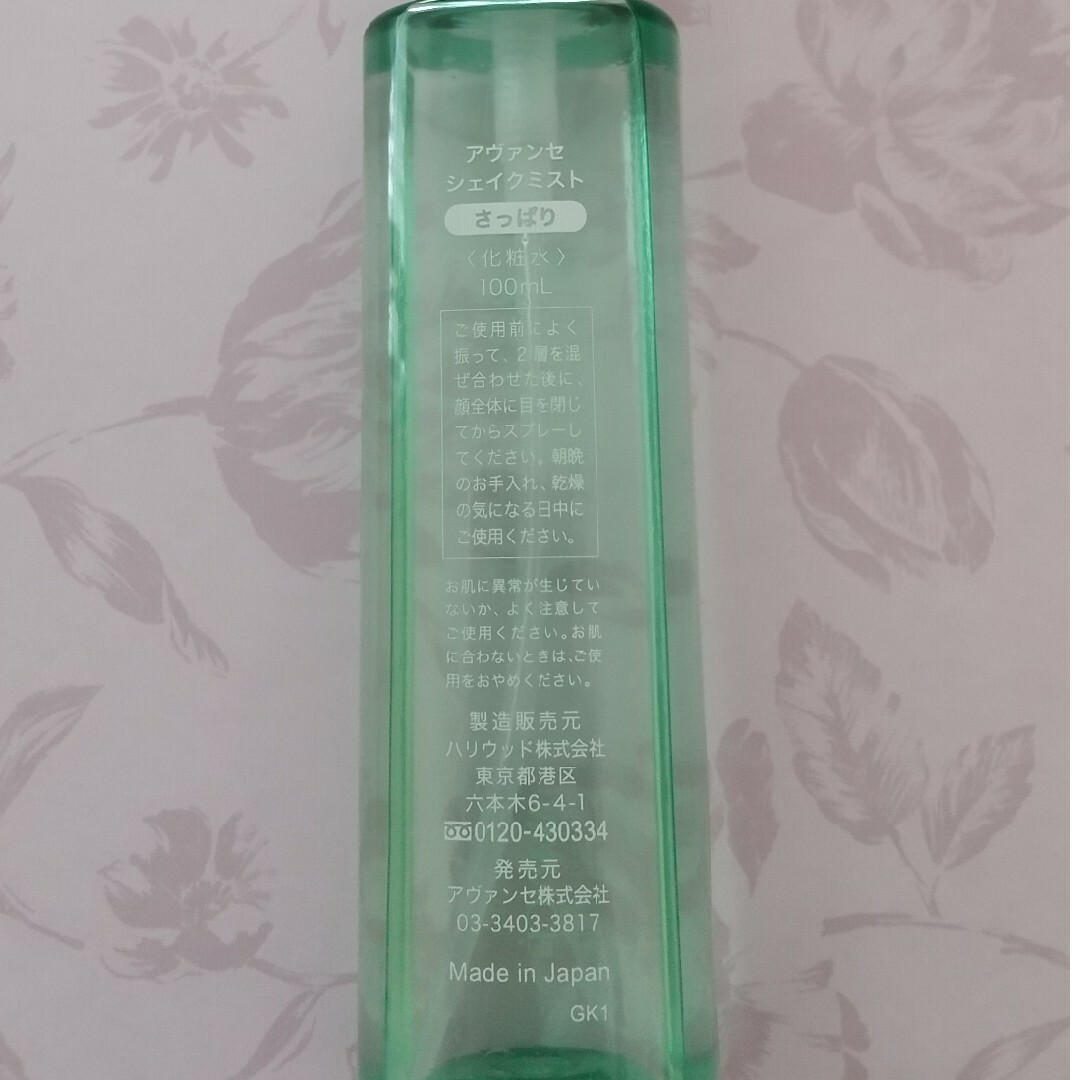 アヴァンセ
シェイクミスト
さっぱり
〈化粧水〉
100mL
ご使用前によく
振って、2層を混
ぜ合わせた後に、
顔全体に目を閉じ
てからスプレーし
てください。朝晩
のお手入れ、乾燥
の気になる日中に
ご使用ください。
お肌に異常が生じてい
ないか、よく注意して
ご使用ください。お肌
に合わないときは、ご使
用をおやめください。
製造販売元
ハリウッド株式会社
東京都港区
六本木6-4-1
0120-430334
発売元
アヴァンセ株式会社
03-3403-3817
Made in Japan
GK1